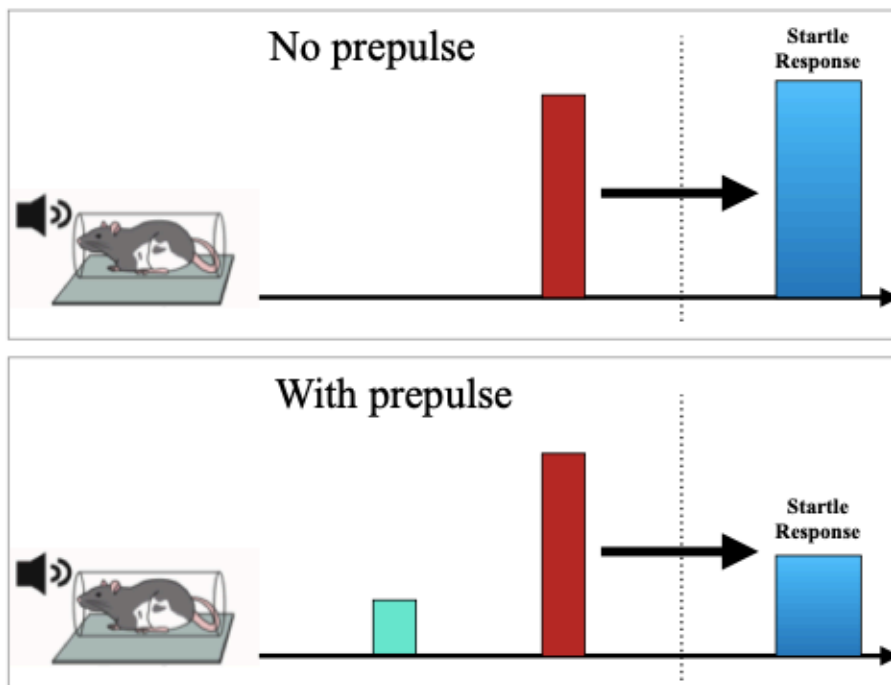 No prepulse
Startle
Response
With prepulse
Startle
Response